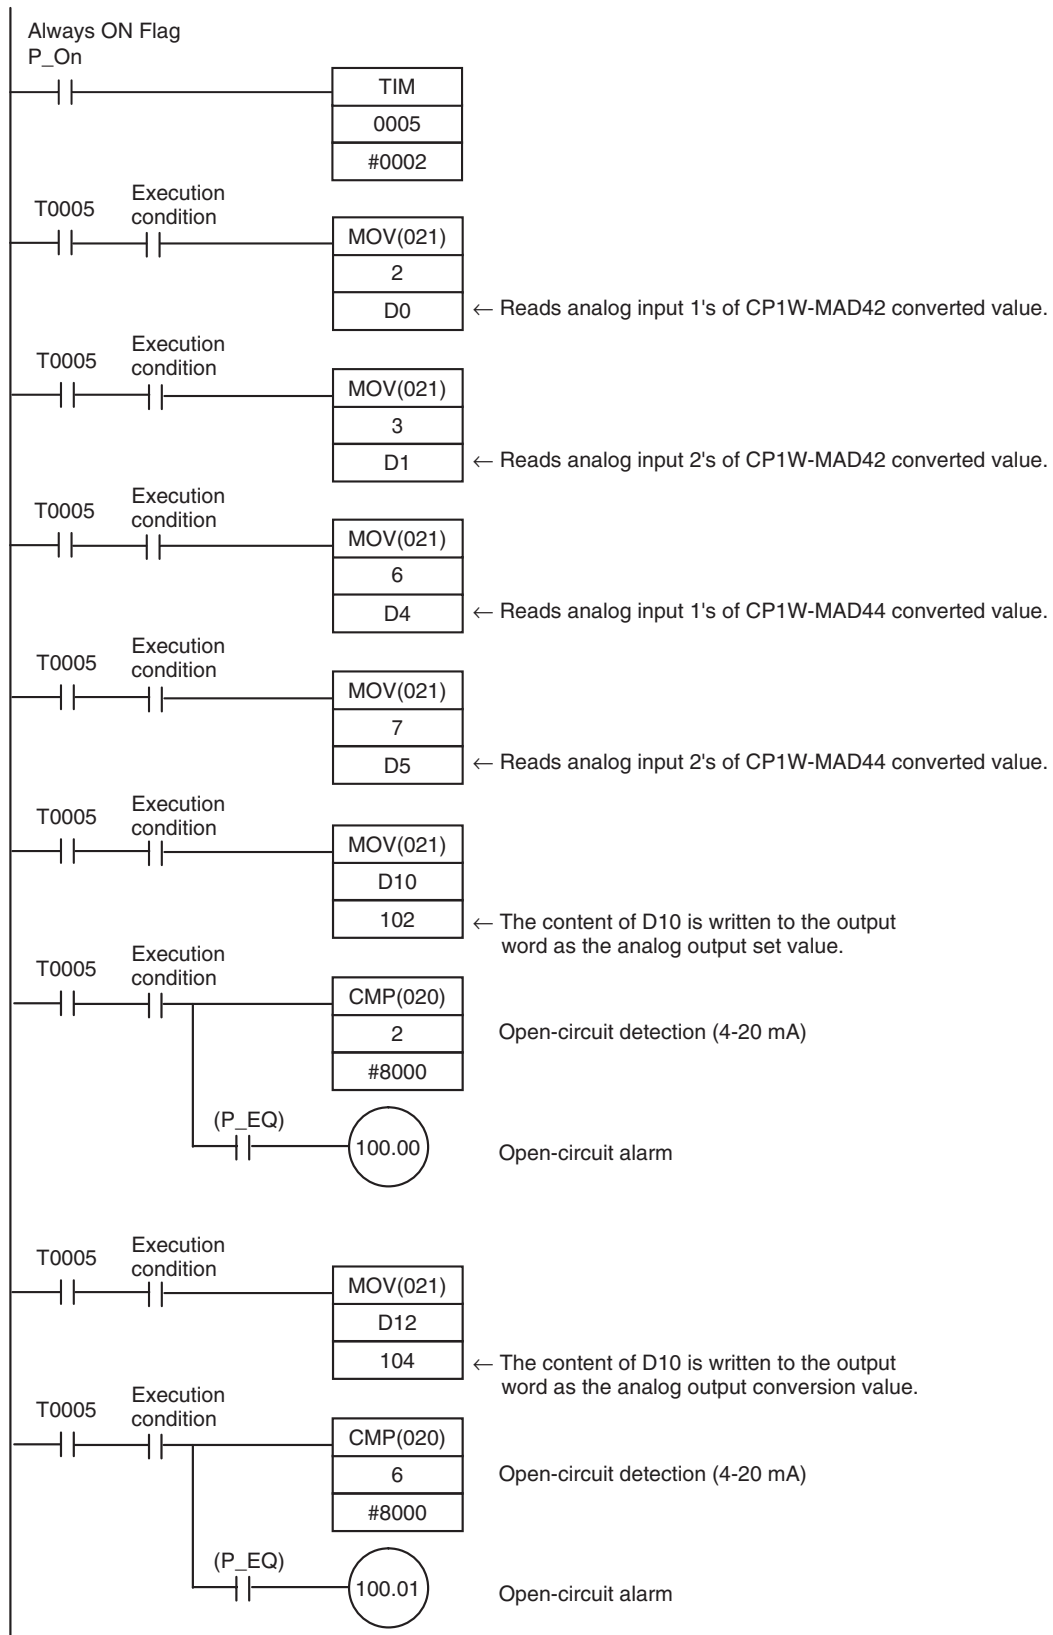 Always ON Flag
P_On
TIM
0005
#0002
T0005
Execution
condition
MOV(021)
2
D0
← Reads analog input 1's of CP1W-MAD42 converted value.
T0005
Execution
condition
MOV(021)
3
D1
← Reads analog input 2's of CP1W-MAD42 converted value.
T0005
Execution
condition
MOV(021)
6
D4
← Reads analog input 1's of CP1W-MAD44 converted value.
T0005
Execution
condition
MOV(021)
7
D5
← Reads analog input 2's of CP1W-MAD44 converted value.
T0005
Execution
condition
MOV(021)
D10
102
← The content of D10 is written to the output
word as the analog output set value.
T0005
Execution
condition
CMP(020)
2
#8000
Open-circuit detection (4-20 mA)
(P_EQ)
100.00
Open-circuit alarm
T0005
Execution
condition
MOV(021)
D12
104
← The content of D10 is written to the output
word as the analog output conversion value.
T0005
Execution
condition
CMP(020)
6
#8000
Open-circuit detection (4-20 mA)
(P_EQ)
100.01
Open-circuit alarm